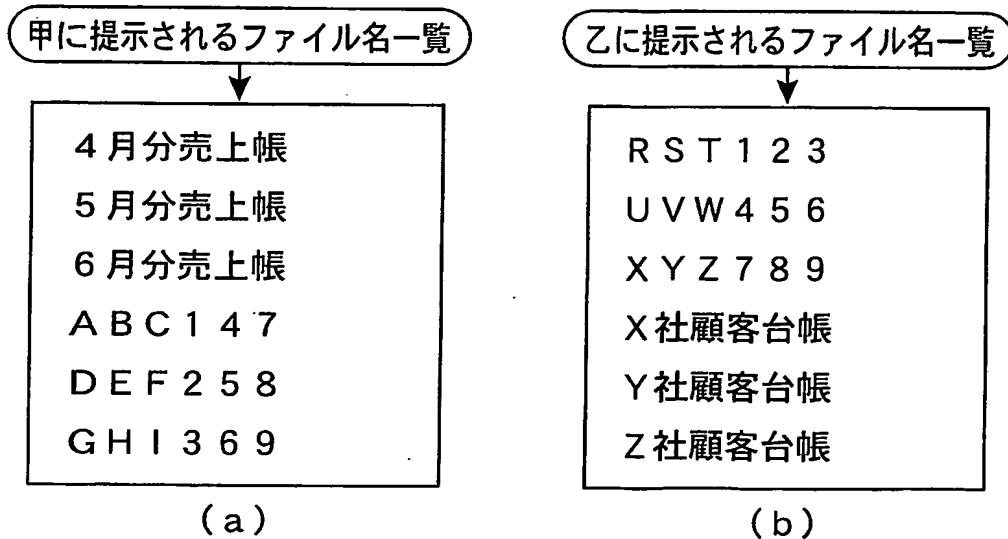 甲に提示されるファイル名一覧
4月分売上帳
5月分売上帳
6月分売上帳
ABC147
DEF258
GHI369
(a)
乙に提示されるファイル名一覧
RST123
UVW456
XYZ789
X社顧客台帳
Y社顧客台帳
Z社顧客台帳
(b)